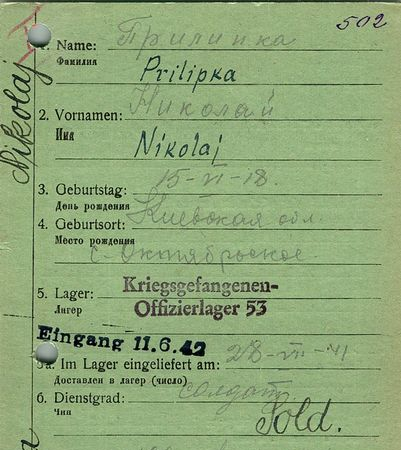 502
1. Name: Прилипка
Фамилия
Prilipka
2. Vornamen: Николай
Имя
Nikolaj
Nikolaj
3. Geburtstag: 15-VI-18.
День рождения
4. Geburtsort: Киевская обл.
Место рождения
с. Октябрьское
5. Lager: Kriegsgefangenen-
Лагер Offizierlager 53
Eingang 11.6.42
5a. Im Lager eingeliefert am: 28-VII-41
Доставлен в лагер (число)
6. Dienstgrad: солдат
Чин
Sold.